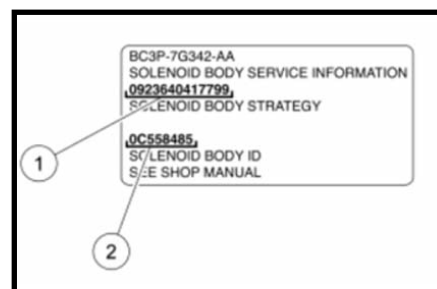 BC3P-7G342-AA
SOLENOID BODY SERVICE INFORMATION
0923640417799
SOLENOID BODY STRATEGY
0C558485
SOLENOID BODY ID
SEE SHOP MANUAL
1
2